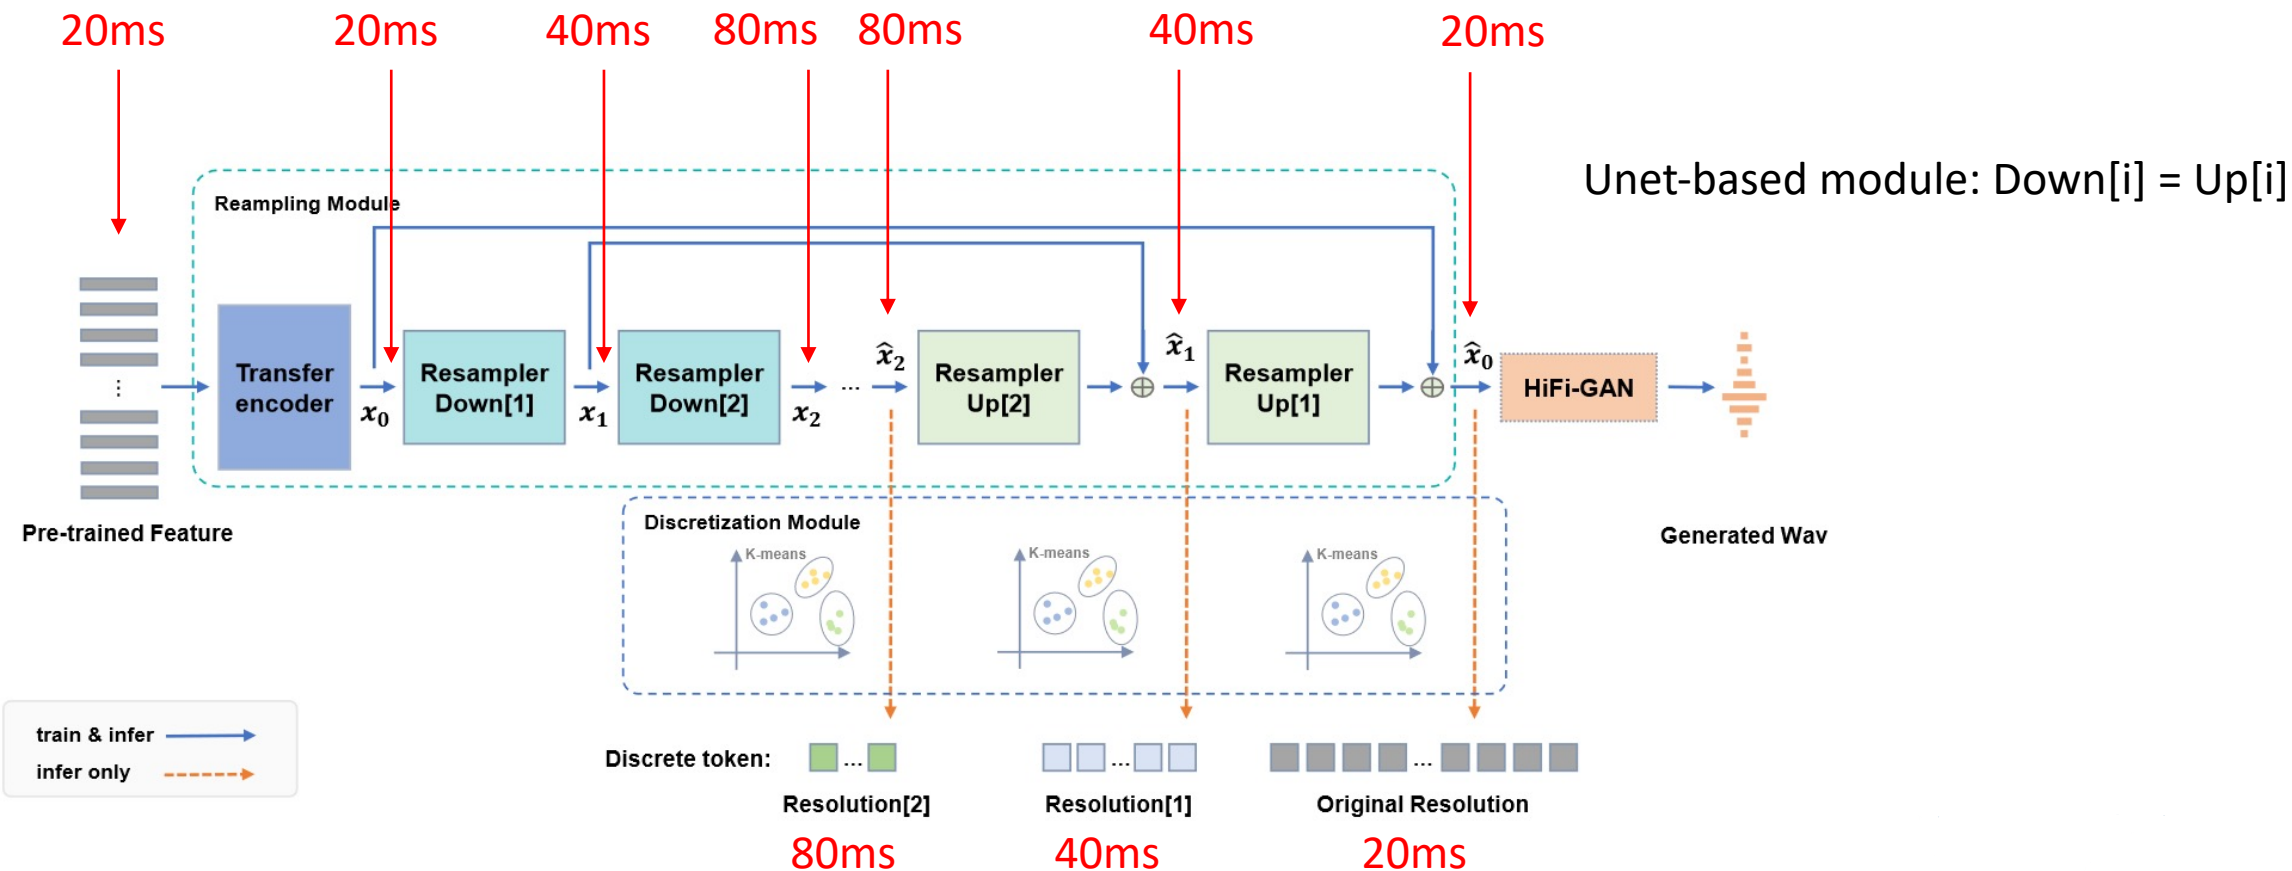 20ms 20ms 40ms 80ms 80ms 40ms 20ms
Unet-based module: Down[i] = Up[i]
Reampling Module
Transfer
encoder
x₀
Resampler
Down[1]
x₁
Resampler
Down[2]
x₂
...
x̂₂
Resampler
Up[2]
x̂₁
Resampler
Up[1]
x̂₀
HiFi-GAN
Pre-trained Feature
Generated Wav
Discretization Module
K-means
K-means
K-means
train & infer
infer only
Discrete token:
...
...
...
Resolution[2]
Resolution[1]
Original Resolution
80ms
40ms
20ms